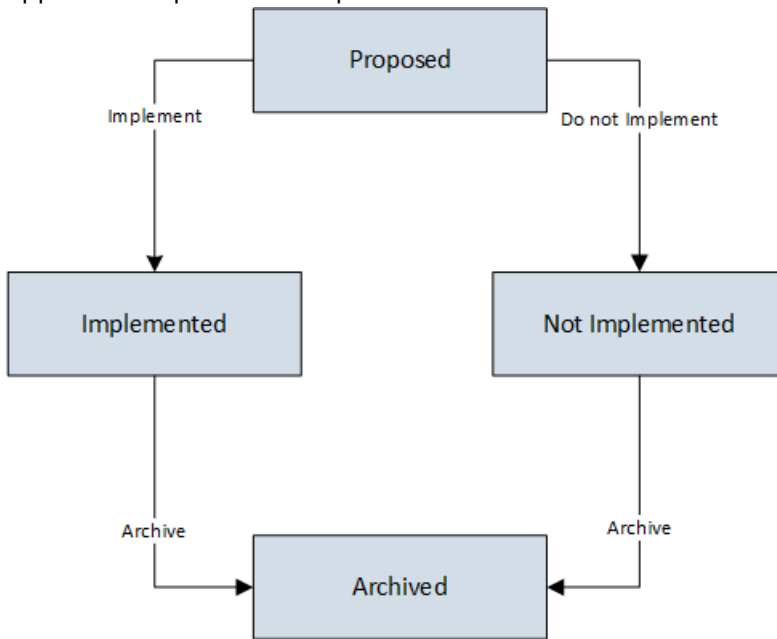 Proposed
Implement
Do not Implement
Implemented
Not Implemented
Archive
Archive
Archived